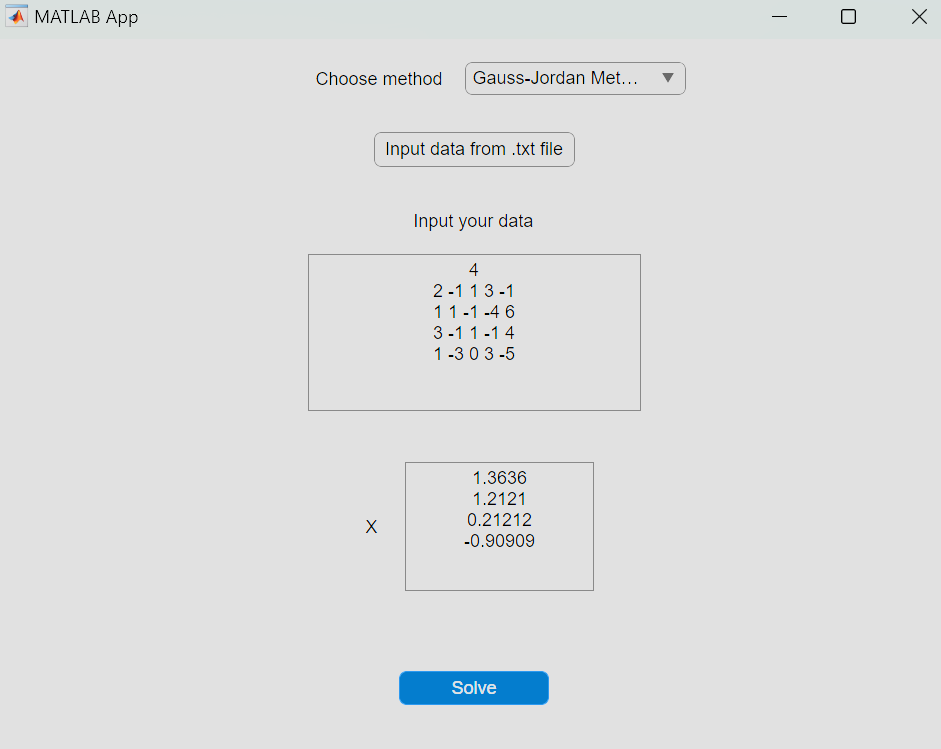 MATLAB App
Choose method Gauss-Jordan Met...
Input data from .txt file
Input your data
4
2 -1 1 3 -1
1 1 -1 -4 6
3 -1 1 -1 4
1 -3 0 3 -5
1.3636
1.2121
0.21212
X
-0.90909
Solve